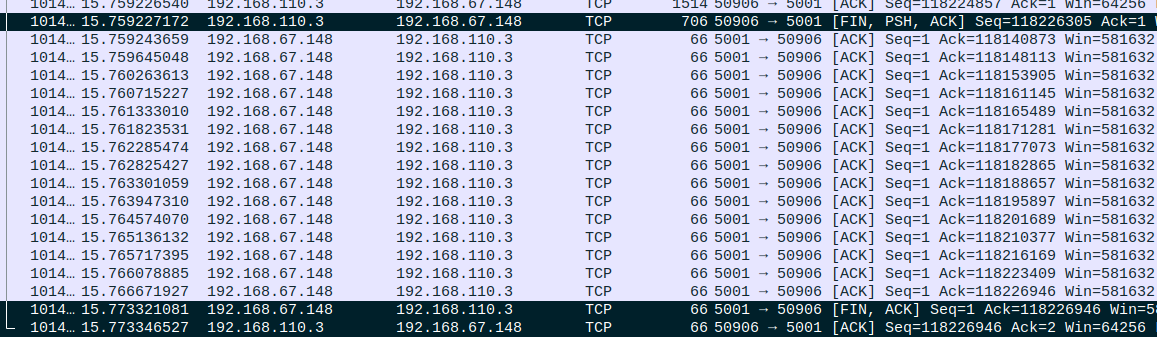 1014… 15.759226540 192.168.110.3 192.168.67.148 TCP 1514 50906 → 5001 [ACK] Seq=118224857 Ack=1 Win=64256
1014… 15.759227172 192.168.110.3 192.168.67.148 TCP 706 50906 → 5001 [FIN, PSH, ACK] Seq=118226305 Ack=1 W
1014… 15.759243659 192.168.67.148 192.168.110.3 TCP 66 5001 → 50906 [ACK] Seq=1 Ack=118140873 Win=581632
1014… 15.759645048 192.168.67.148 192.168.110.3 TCP 66 5001 → 50906 [ACK] Seq=1 Ack=118148113 Win=581632
1014… 15.760263613 192.168.67.148 192.168.110.3 TCP 66 5001 → 50906 [ACK] Seq=1 Ack=118153905 Win=581632
1014… 15.760715227 192.168.67.148 192.168.110.3 TCP 66 5001 → 50906 [ACK] Seq=1 Ack=118161145 Win=581632
1014… 15.761333010 192.168.67.148 192.168.110.3 TCP 66 5001 → 50906 [ACK] Seq=1 Ack=118165489 Win=581632
1014… 15.761823531 192.168.67.148 192.168.110.3 TCP 66 5001 → 50906 [ACK] Seq=1 Ack=118171281 Win=581632
1014… 15.762285474 192.168.67.148 192.168.110.3 TCP 66 5001 → 50906 [ACK] Seq=1 Ack=118177073 Win=581632
1014… 15.762825427 192.168.67.148 192.168.110.3 TCP 66 5001 → 50906 [ACK] Seq=1 Ack=118182865 Win=581632
1014… 15.763301059 192.168.67.148 192.168.110.3 TCP 66 5001 → 50906 [ACK] Seq=1 Ack=118188657 Win=581632
1014… 15.763947310 192.168.67.148 192.168.110.3 TCP 66 5001 → 50906 [ACK] Seq=1 Ack=118195897 Win=581632
1014… 15.764574070 192.168.67.148 192.168.110.3 TCP 66 5001 → 50906 [ACK] Seq=1 Ack=118201689 Win=581632
1014… 15.765136132 192.168.67.148 192.168.110.3 TCP 66 5001 → 50906 [ACK] Seq=1 Ack=118210377 Win=581632
1014… 15.765717395 192.168.67.148 192.168.110.3 TCP 66 5001 → 50906 [ACK] Seq=1 Ack=118216169 Win=581632
1014… 15.766078885 192.168.67.148 192.168.110.3 TCP 66 5001 → 50906 [ACK] Seq=1 Ack=118223409 Win=581632
1014… 15.766671927 192.168.67.148 192.168.110.3 TCP 66 5001 → 50906 [ACK] Seq=1 Ack=118226946 Win=581632
1014… 15.773321081 192.168.67.148 192.168.110.3 TCP 66 5001 → 50906 [FIN, ACK] Seq=1 Ack=118226946 Win=5
1014… 15.773346527 192.168.110.3 192.168.67.148 TCP 66 50906 → 5001 [ACK] Seq=118226946 Ack=2 Win=64256